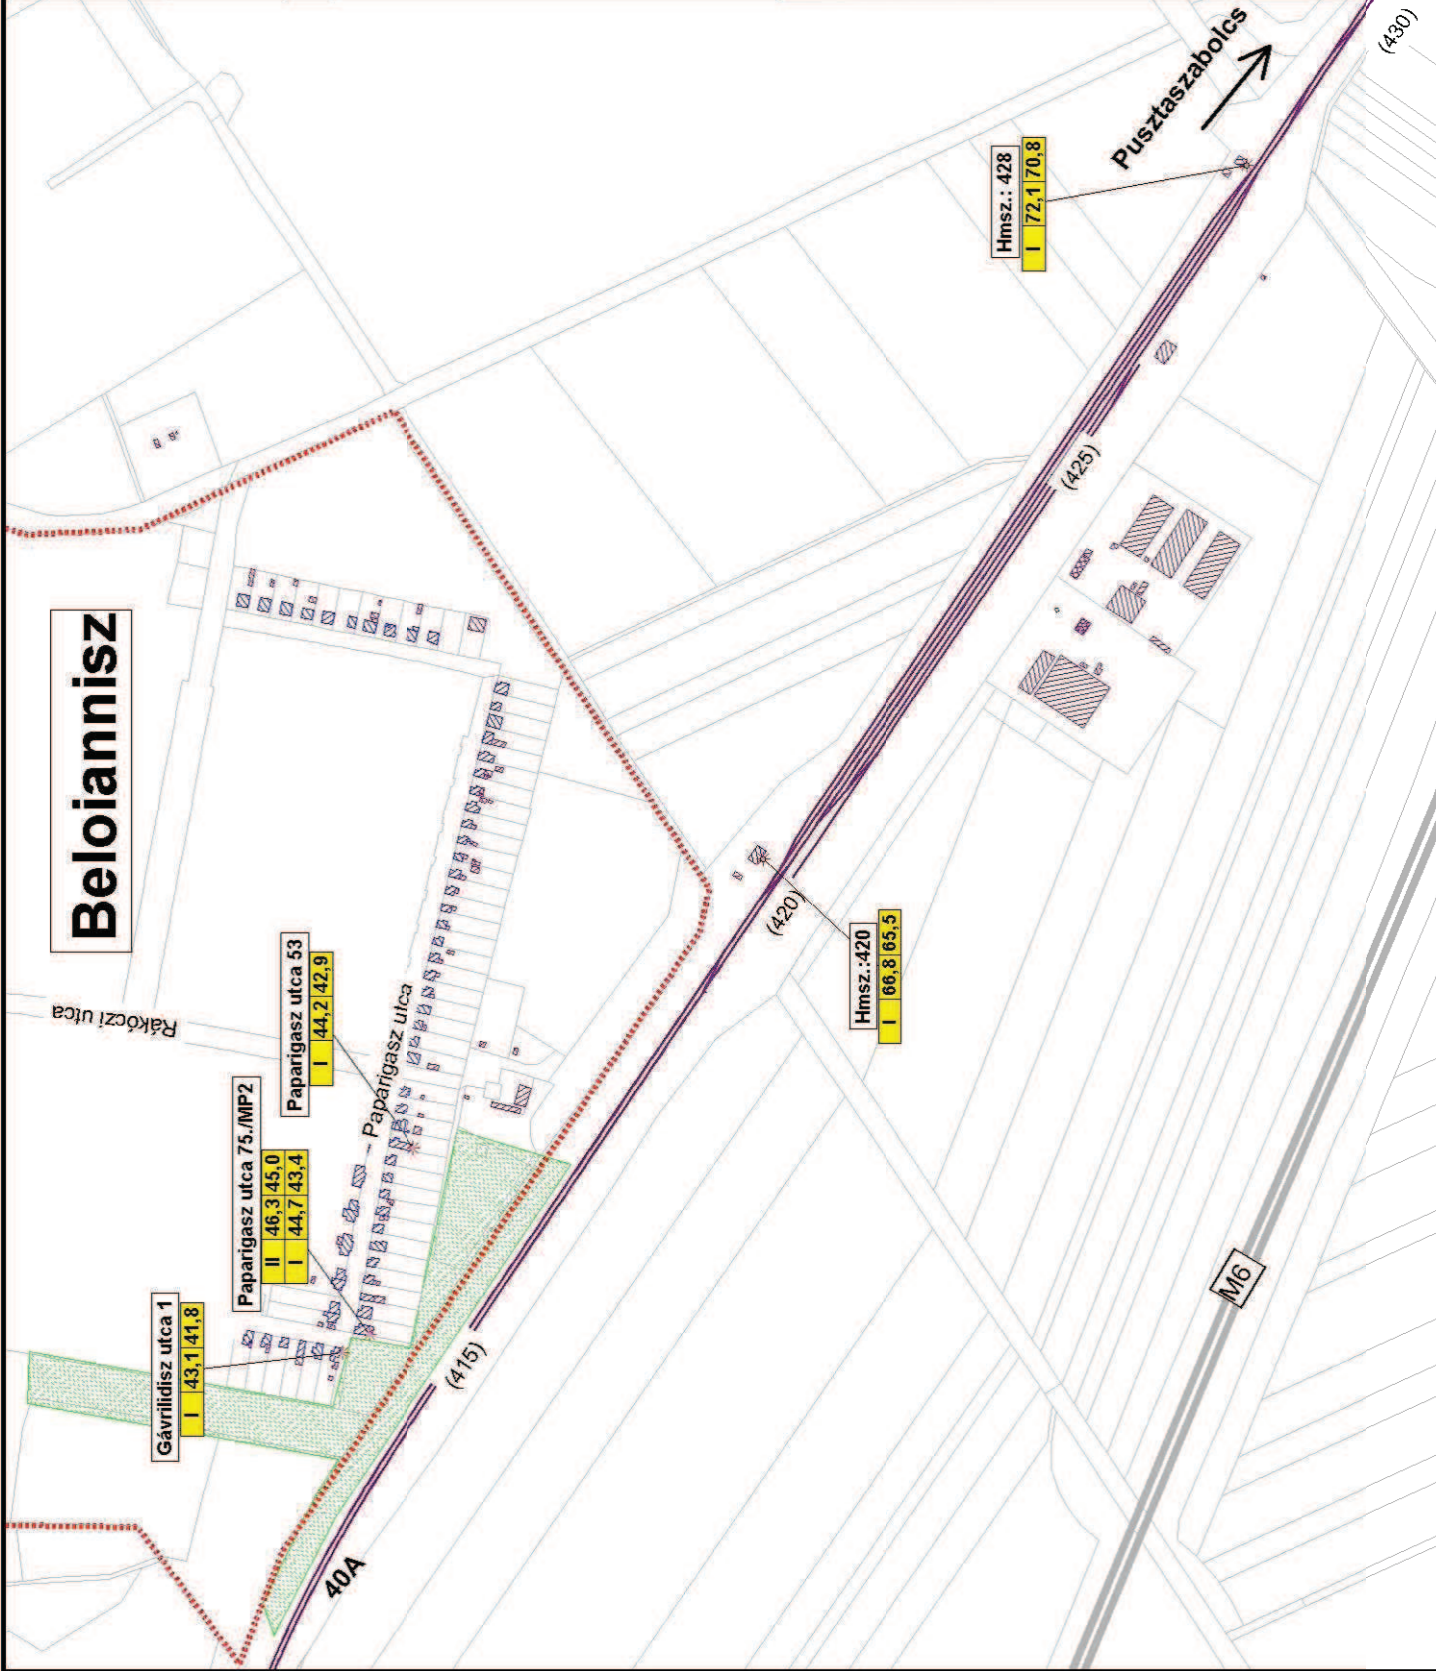 Beloiannisz
Rákóczi utca
Paparigasz utca
Gávrilidisz utca 1
I 43,1 41,8
Paparigasz utca 75./MP2
II 46,3 45,0
I 44,7 43,4
Paparigasz utca 53
I 44,2 42,9
Hmsz.:420
I 66,8 65,5
Hmsz.: 428
I 72,1 70,8
Pusztaszabolcs
40A
(415)
(420)
(425)
(430)
M6